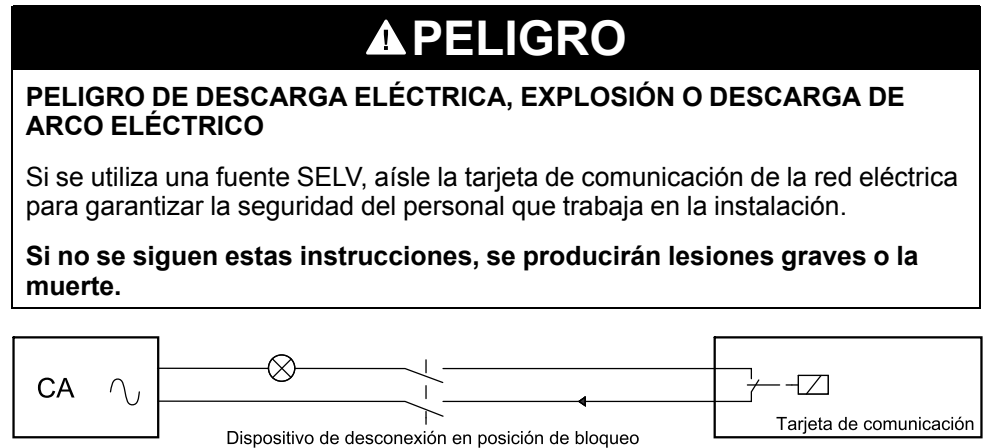 PELIGRO
PELIGRO DE DESCARGA ELÉCTRICA, EXPLOSIÓN O DESCARGA DE
ARCO ELÉCTRICO
Si se utiliza una fuente SELV, aísle la tarjeta de comunicación de la red eléctrica
para garantizar la seguridad del personal que trabaja en la instalación.
Si no se siguen estas instrucciones, se producirán lesiones graves o la
muerte.
CA
Tarjeta de comunicación
Dispositivo de desconexión en posición de bloqueo